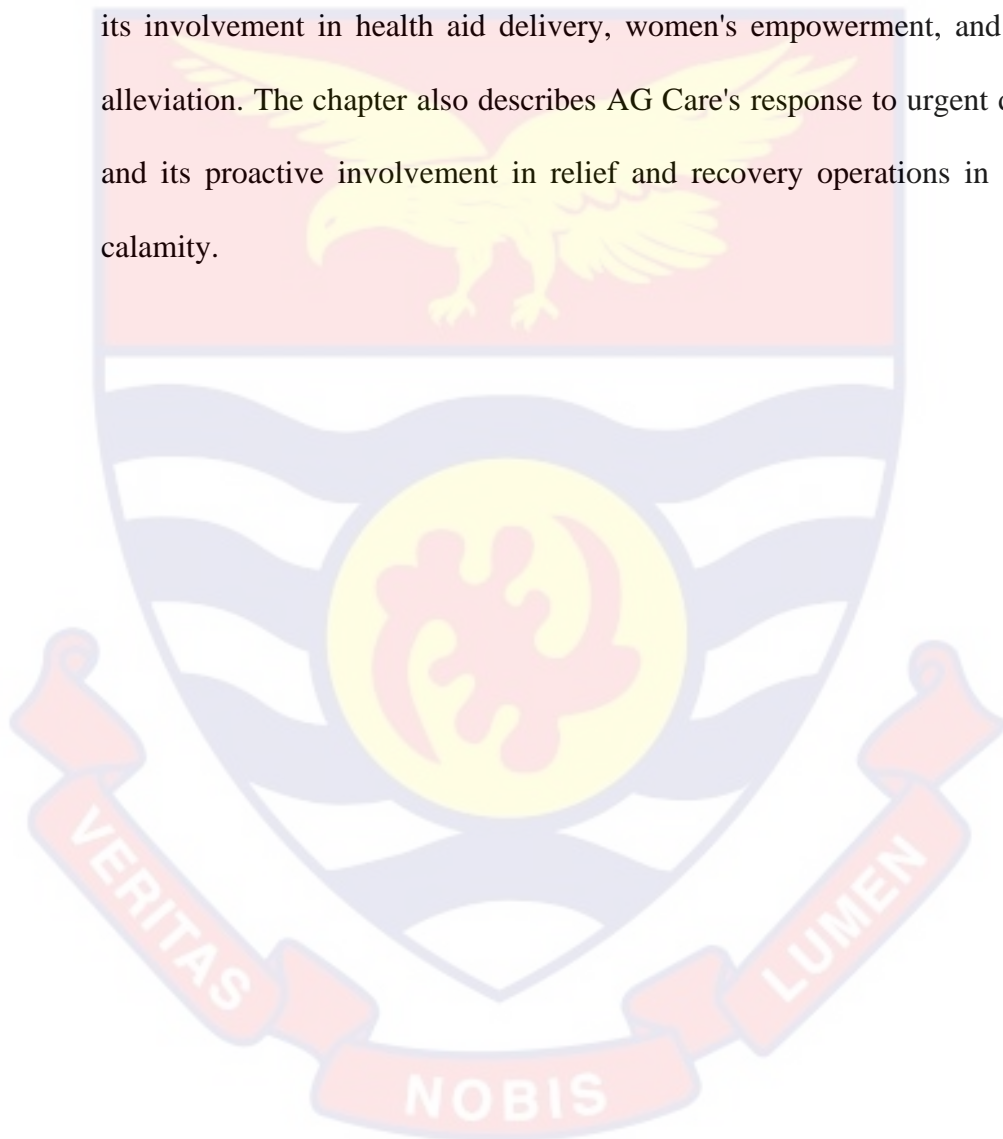 its involvement in health aid delivery, women's empowerment, and
alleviation. The chapter also describes AG Care's response to urgent
and its proactive involvement in relief and recovery operations in
calamity.
VERITAS
NOBIS
LUMEN